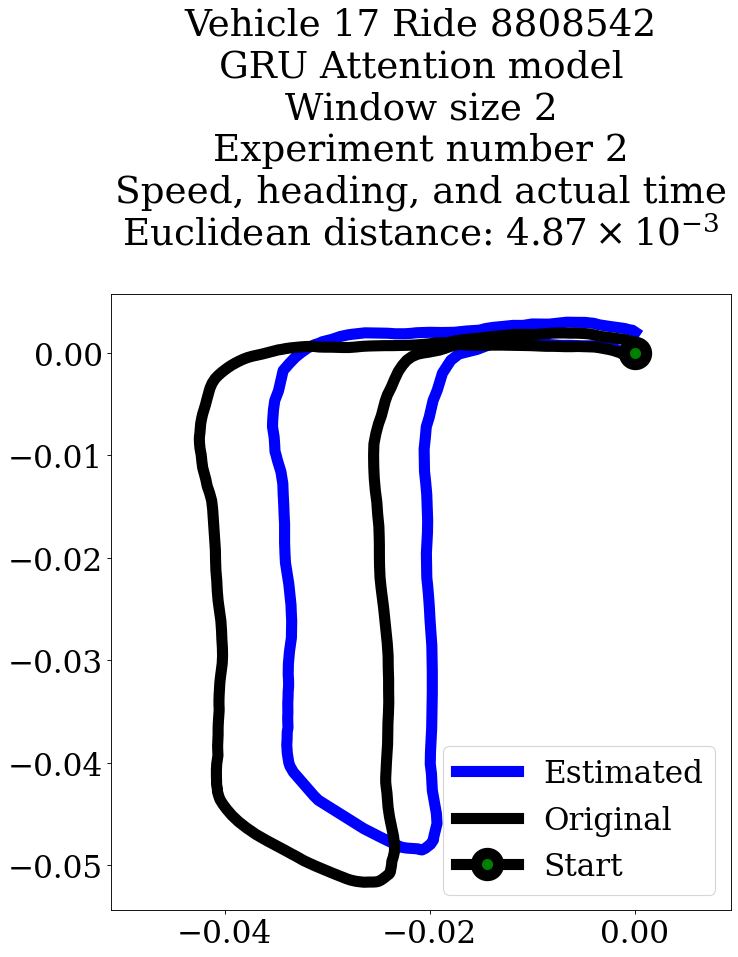 Vehicle 17 Ride 8808542
GRU Attention model
Window size 2
Experiment number 2
Speed, heading, and actual time
Euclidean distance: 4.87 × 10⁻³
0.00
−0.01
−0.02
−0.03
−0.04
−0.05
Estimated
Original
Start
−0.04
−0.02
0.00